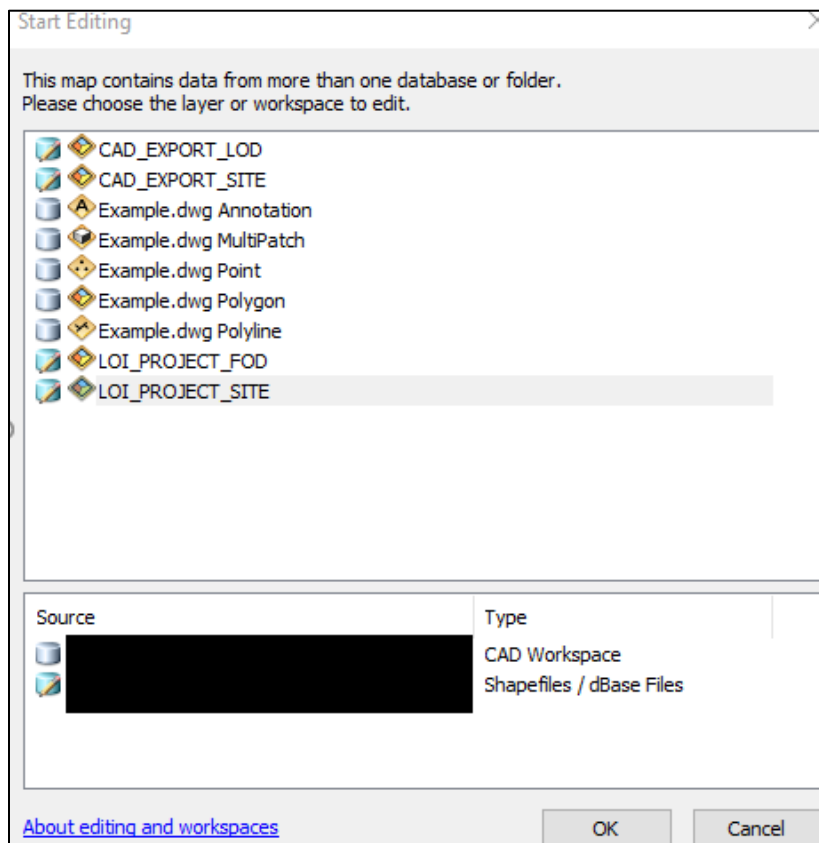 Start Editing
This map contains data from more than one database or folder.
Please choose the layer or workspace to edit.
CAD_EXPORT_LOD
CAD_EXPORT_SITE
Example.dwg Annotation
Example.dwg MultiPatch
Example.dwg Point
Example.dwg Polygon
Example.dwg Polyline
LOI_PROJECT_FOD
LOI_PROJECT_SITE
Source Type
CAD Workspace
Shapefiles / dBase Files
About editing and workspaces OK Cancel